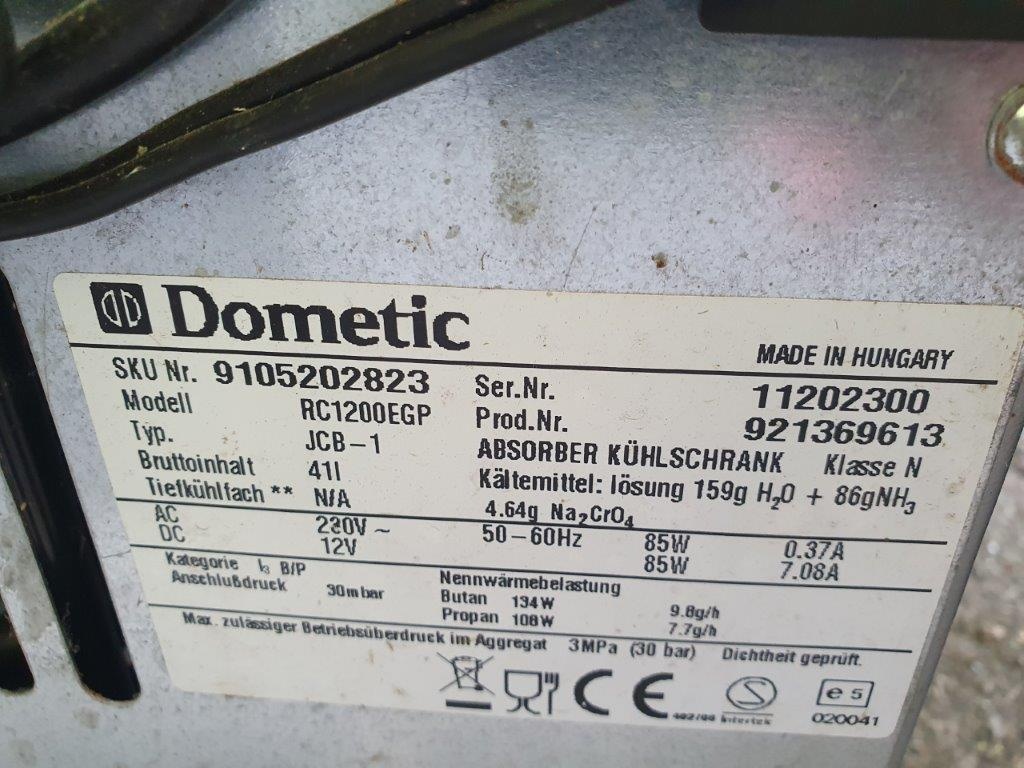 Dometic
MADE IN HUNGARY
SKU Nr. 9105202823 Ser.Nr. 11202300
Modell RC1200EGP Prod.Nr. 921369613
Typ. JCB-1 ABSORBER KÜHLSCHRANK Klasse N
Bruttoinhalt 41l Kältemittel: lösung 159g H₂O + 86gNH₃
Tiefkühlfach ** N/A 4.64g Na₂CrO₄
AC 230V ~ 50-60Hz 85W 0.37A
DC 12V 85W 7.08A
Kategorie I₃ B/P Nennwärmebelastung
Anschlußdruck 30mbar Butan 134W 9.8g/h
Propan 108W 7.7g/h
Max. zulässiger Betriebsüberdruck im Aggregat 3MPa (30 bar) Dichtheit geprüft.
CE
S
e5
Intertek
020041